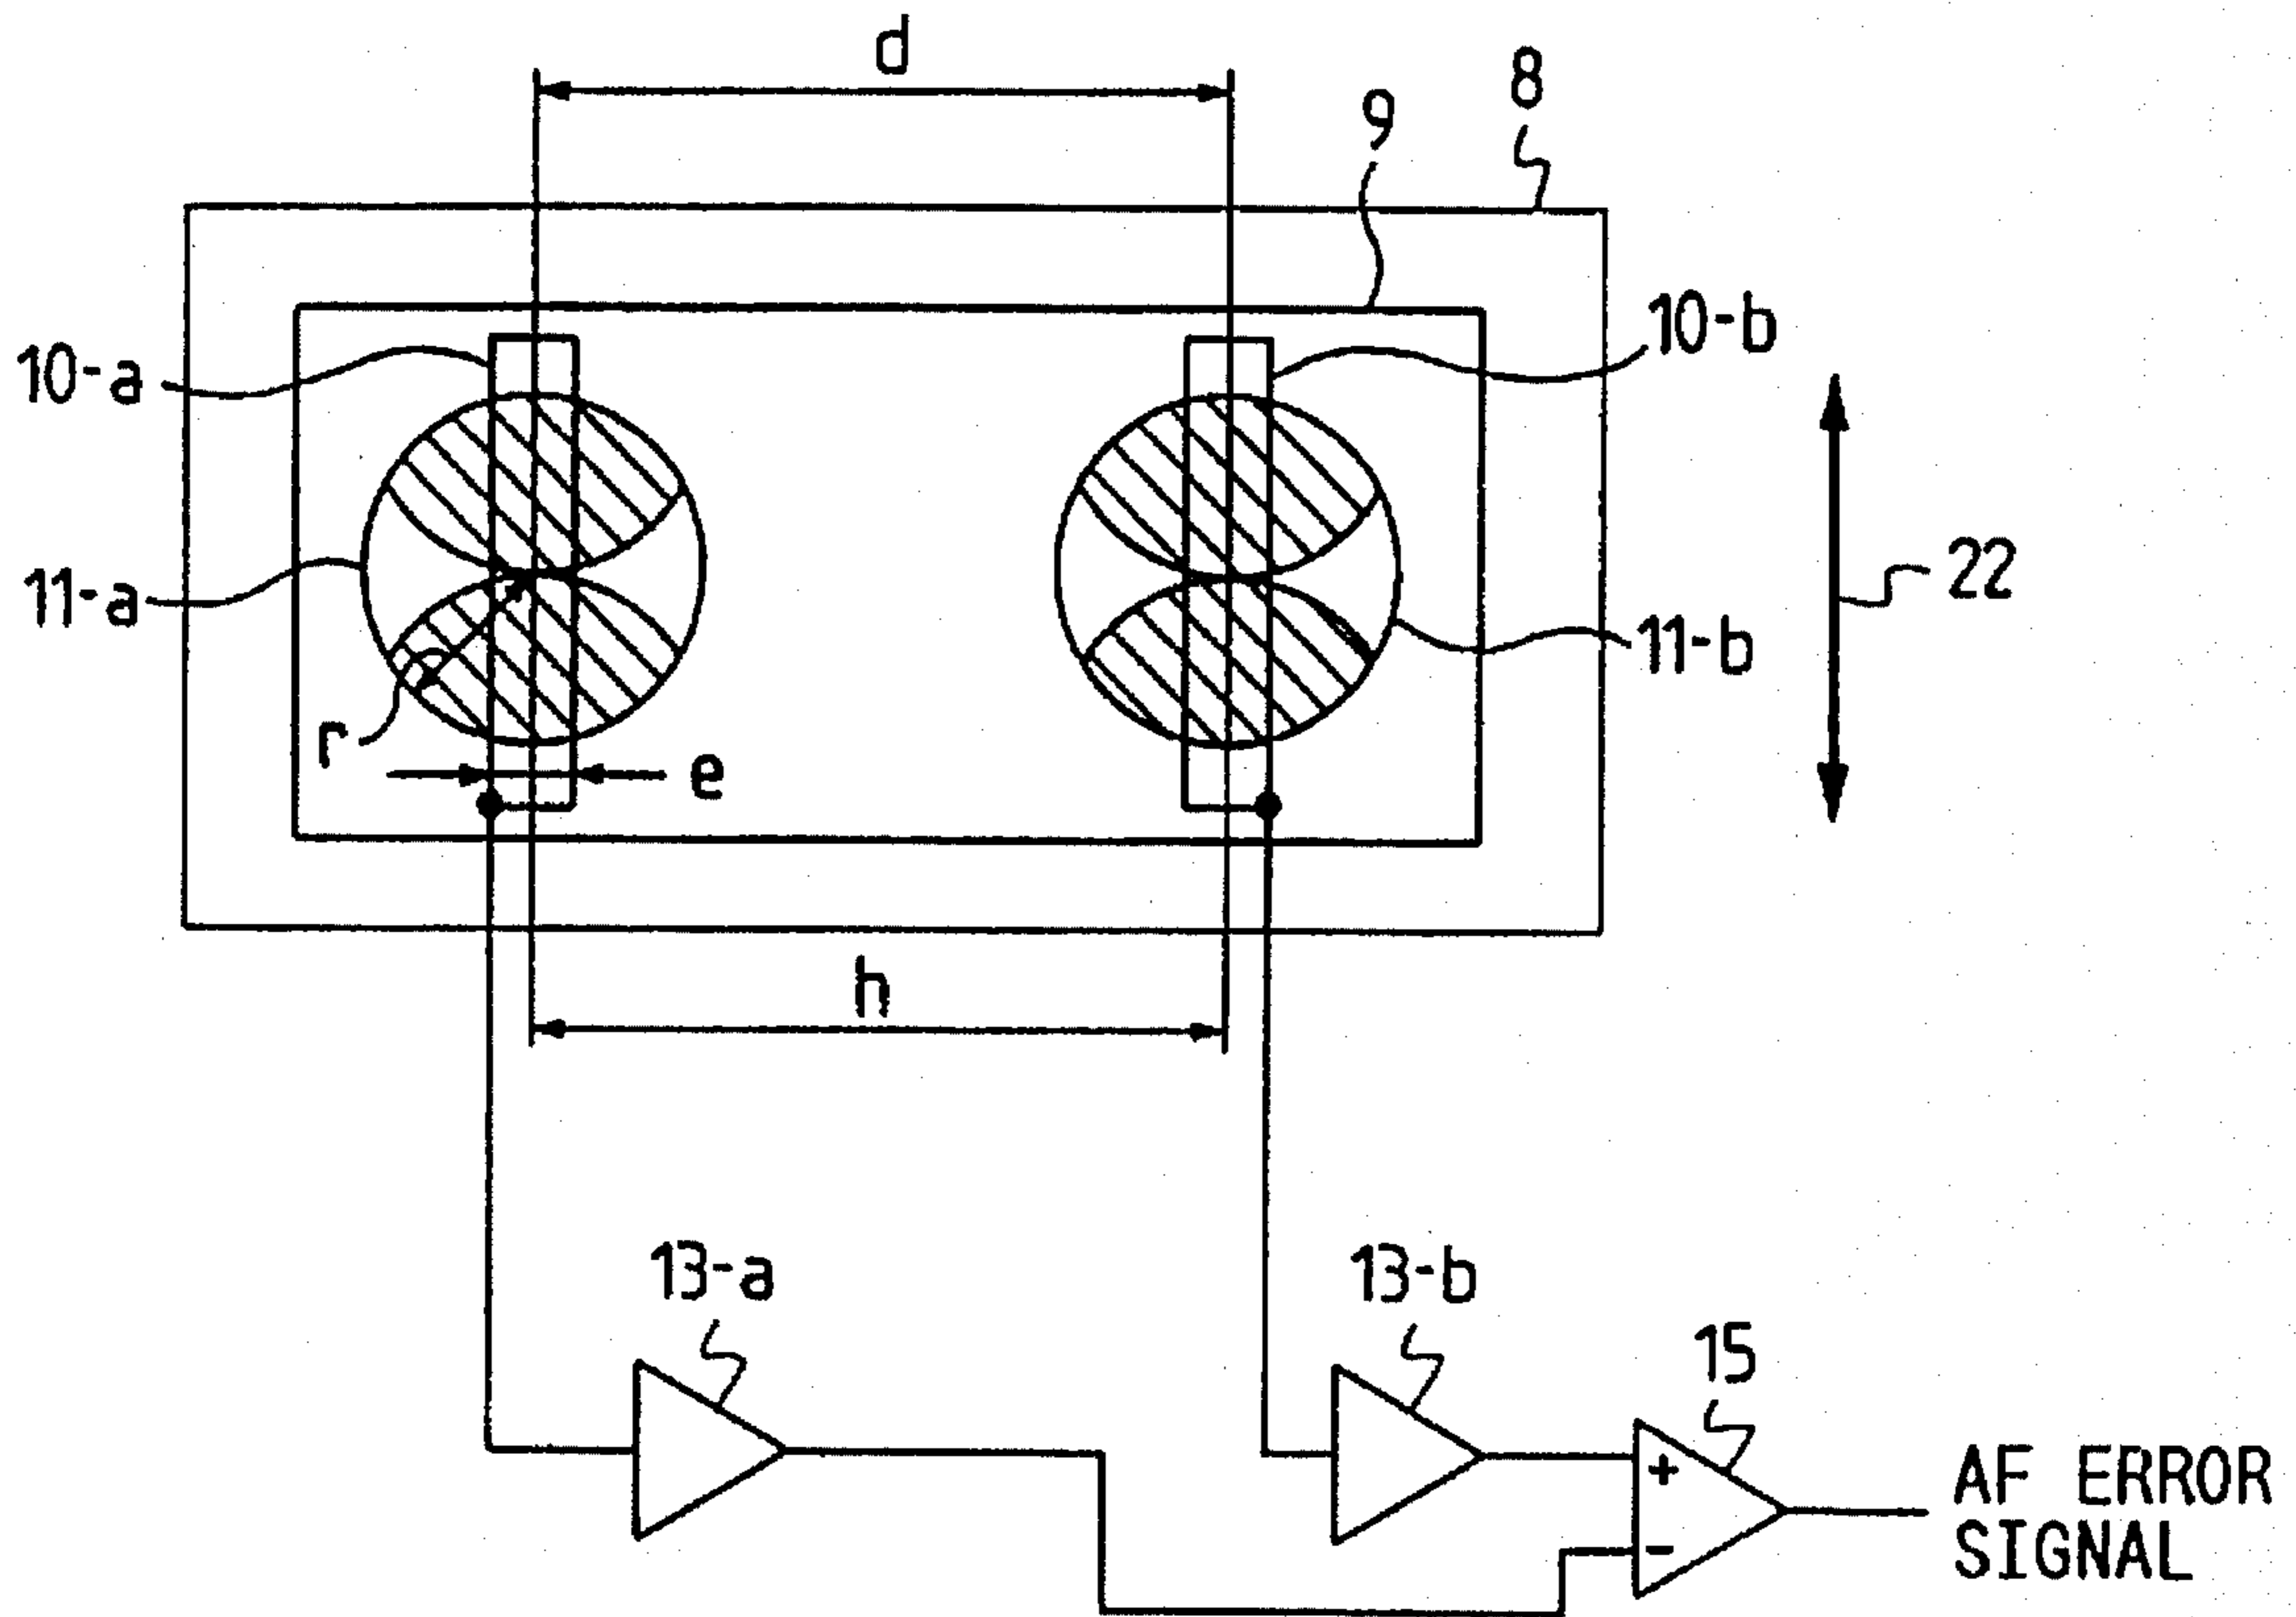 d
8
9
10-a
10-b
11-a
22
11-b
r
e
h
13-a
13-b
15
+
-
AF ERROR
SIGNAL